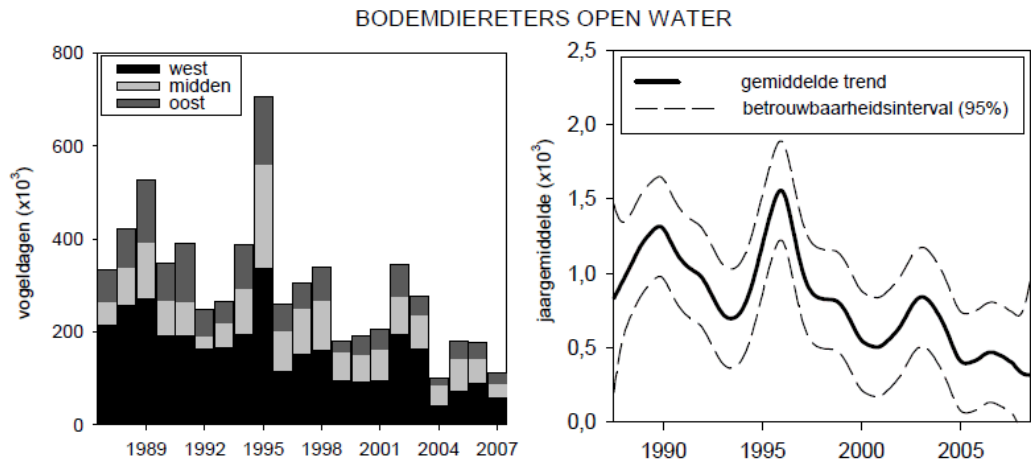 BODEMDIERETERS OPEN WATER
800
600
400
200
0
vogeldagen (x10³)
west
midden
oost
1989 1992 1995 1998 2001 2004 2007
2,5
2,0
1,5
1,0
0,5
0,0
jaargemiddelde (x10³)
gemiddelde trend
betrouwbaarheidsinterval (95%)
1990 1995 2000 2005